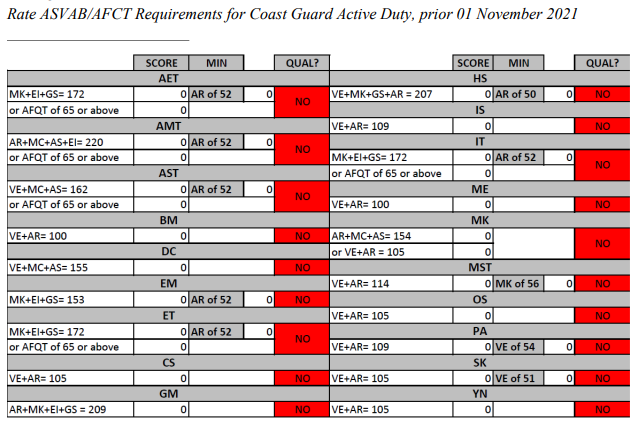 Rate ASVAB/AFCT Requirements for Coast Guard Active Duty, prior 01 November 2021
SCORE MIN QUAL? SCORE MIN QUAL?
AET HS
MK+EI+GS= 172 0 AR of 52 0 NO VE+MK+GS+AR = 207 0 AR of 50 0 NO
or AFQT of 65 or above 0 IS
AMT VE+AR= 109 0 NO
AR+MC+AS+EI= 220 0 AR of 52 0 NO IT
or AFQT of 65 or above 0 MK+EI+GS= 172 0 AR of 52 0 NO
AST or AFQT of 65 or above 0
VE+MC+AS= 162 0 AR of 52 0 NO ME
or AFQT of 65 or above 0 VE+AR= 100 0 NO
BM MK
VE+AR= 100 0 NO AR+MC+AS= 154 0 NO
DC or VE+AR = 105 0
VE+MC+AS= 155 0 NO MST
EM VE+AR= 114 0 MK of 56 0 NO
MK+EI+GS= 153 0 AR of 52 0 NO OS
ET VE+AR= 105 0 NO
MK+EI+GS= 172 0 AR of 52 0 NO PA
or AFQT of 65 or above 0 VE+AR= 109 0 VE of 54 0 NO
CS SK
VE+AR= 105 0 NO VE+AR= 105 0 VE of 51 0 NO
GM YN
AR+MK+EI+GS = 209 0 NO VE+AR= 105 0 NO